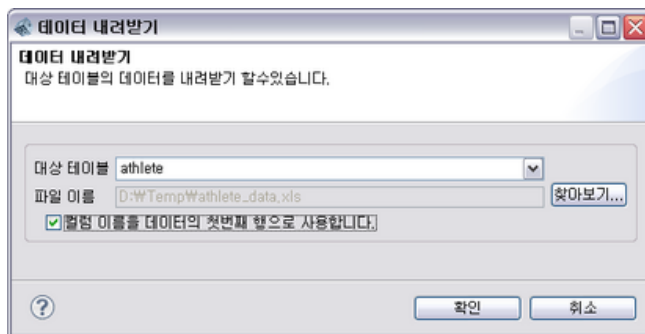 데이터 내려받기
데이터 내려받기
대상 테이블의 데이터를 내려받기 할수있습니다.
대상 테이블 athlete
파일 이름 D:₩Temp₩athlete_data.xls 찾아보기...
컬럼 이름을 데이터의 첫번째 행으로 사용합니다.
? 확인 취소